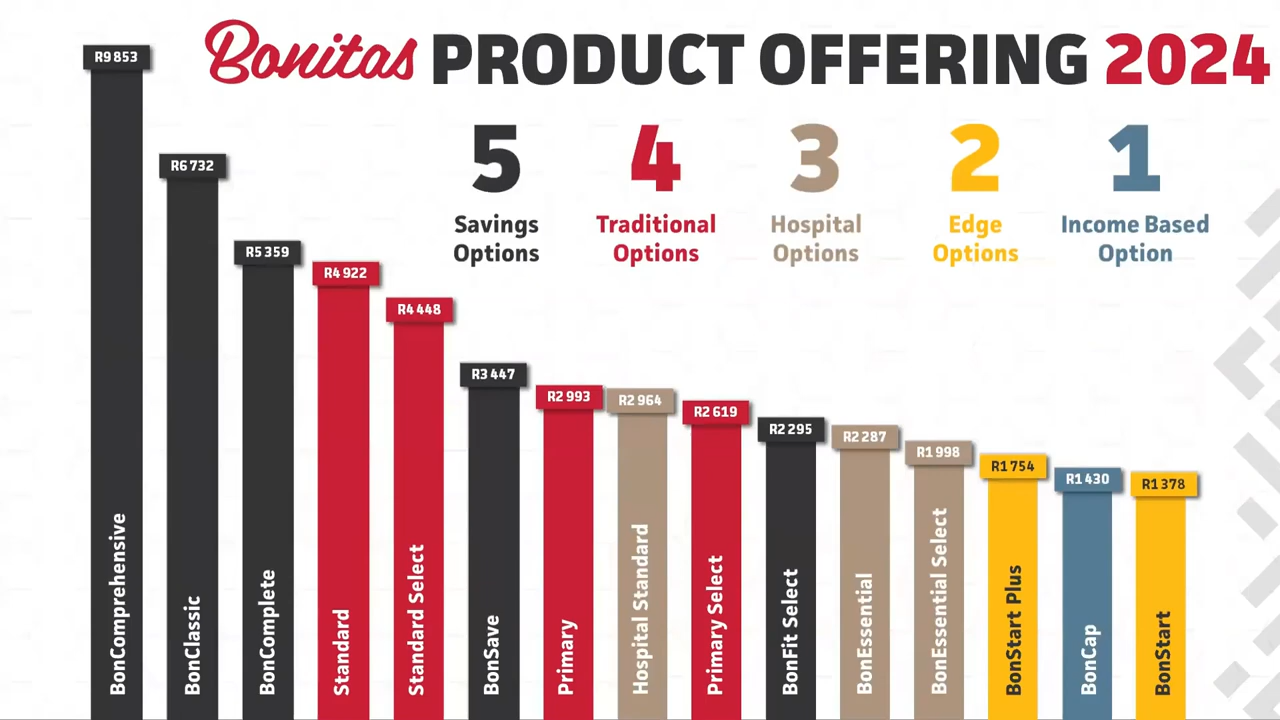 Bonitas PRODUCT OFFERING 2024
5
Savings
Options
4
Traditional
Options
3
Hospital
Options
2
Edge
Options
1
Income Based
Option
R9 853
BonComprehensive
R6 732
BonClassic
R5 359
BonComplete
R4 922
Standard
R4 448
Standard Select
R3 447
BonSave
R2 993
Primary
R2 964
Hospital Standard
R2 619
Primary Select
R2 295
BonFit Select
R2 287
BonEssential
R1 998
BonEssential Select
R1 754
BonStart Plus
R1 430
BonCap
R1 378
BonStart